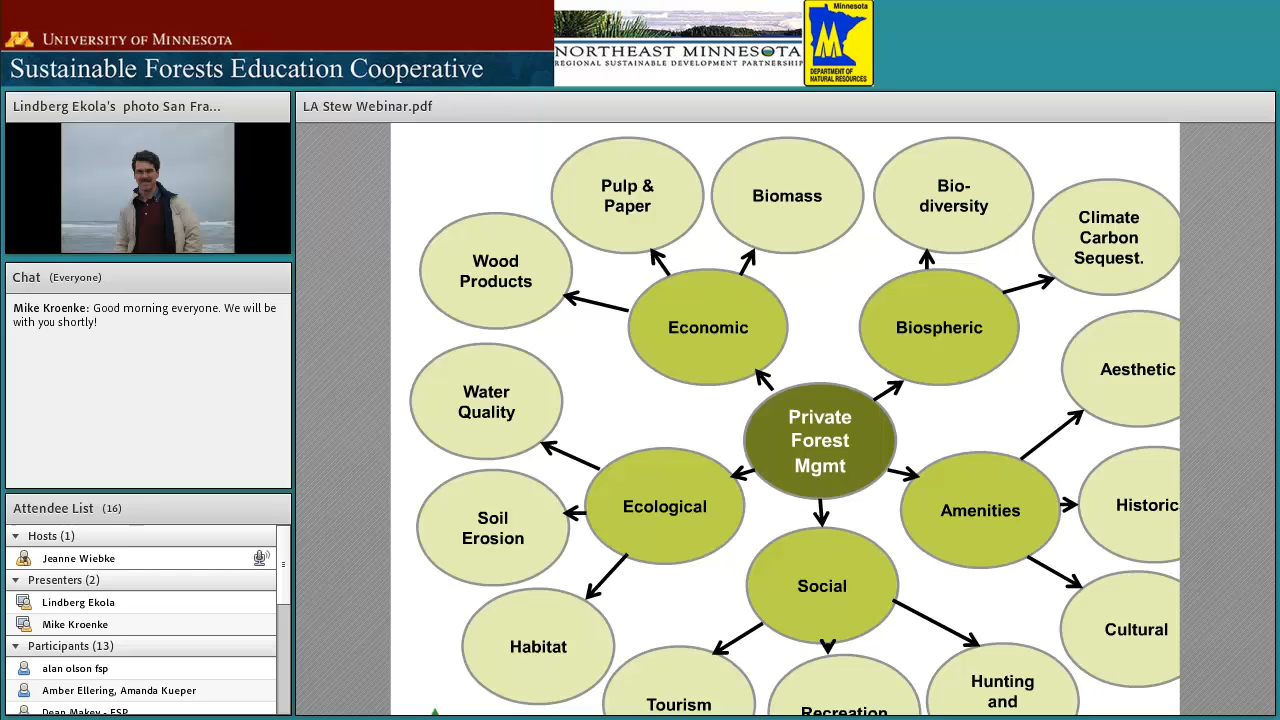 UNIVERSITY OF MINNESOTA
Sustainable Forests Education Cooperative
NORTHEAST MINNESOTA
REGIONAL SUSTAINABLE DEVELOPMENT PARTNERSHIP
Minnesota
DEPARTMENT OF
NATURAL RESOURCES
Lindberg Ekola's photo San Fra...
Chat (Everyone)
Mike Kroenke: Good morning everyone. We will be
with you shortly!
Attendee List (16)
Hosts (1)
Jeanne Wiebke
Presenters (2)
Lindberg Ekola
Mike Kroenke
Participants (13)
alan olson fsp
Amber Ellering, Amanda Kueper
Dean Makey - FSP
LA Stew Webinar.pdf
Pulp &
Paper
Biomass
Bio-
diversity
Climate
Carbon
Sequest.
Wood
Products
Economic
Biospheric
Water
Quality
Aesthetic
Private
Forest
Mgmt
Ecological
Amenities
Historic
Soil
Erosion
Social
Habitat
Cultural
Tourism
Recreation
Hunting
and